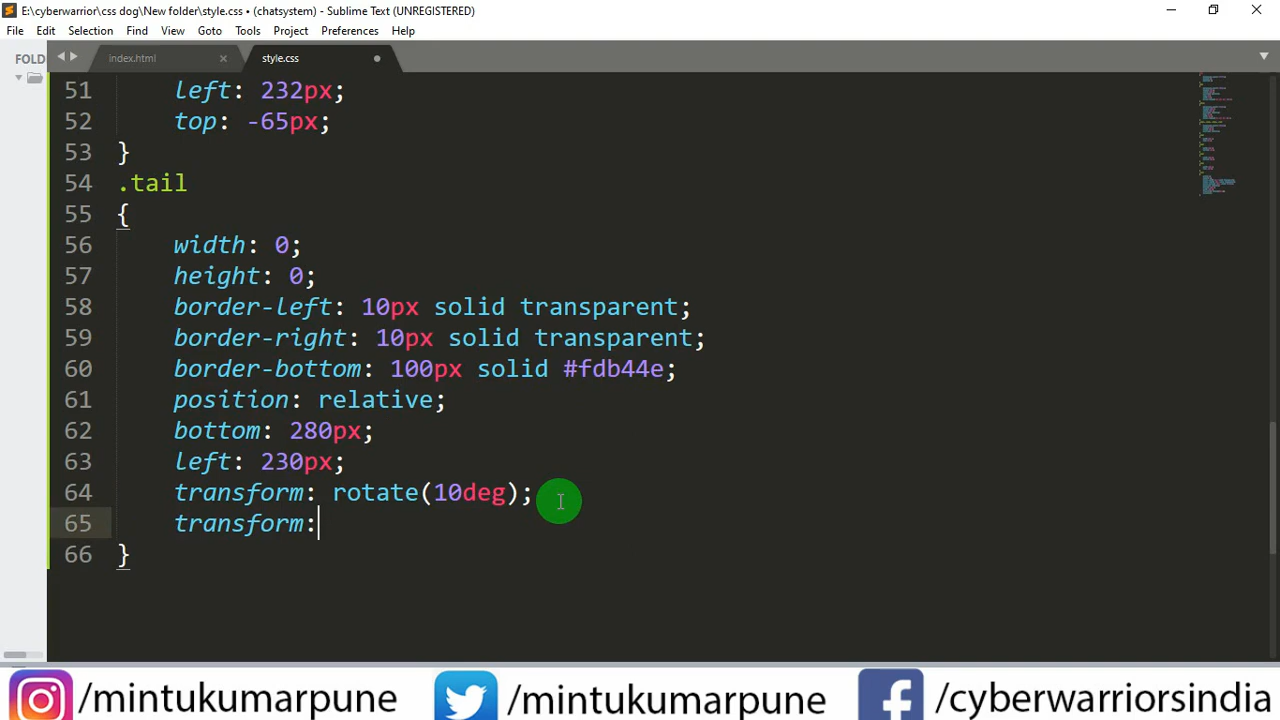 E:\cyberwarrior\css dog\New folder\style.css • (chatsystem) - Sublime Text (UNREGISTERED)
File Edit Selection Find View Goto Tools Project Preferences Help
FOLD
index.html
style.css
51 left: 232px;
52 top: -65px;
53 }
54 .tail
55 {
56 width: 0;
57 height: 0;
58 border-left: 10px solid transparent;
59 border-right: 10px solid transparent;
60 border-bottom: 100px solid #fdb44e;
61 position: relative;
62 bottom: 280px;
63 left: 230px;
64 transform: rotate(10deg);
65 transform:
66 }
/mintukumarpune /mintukumarpune /cyberwarriorsindia